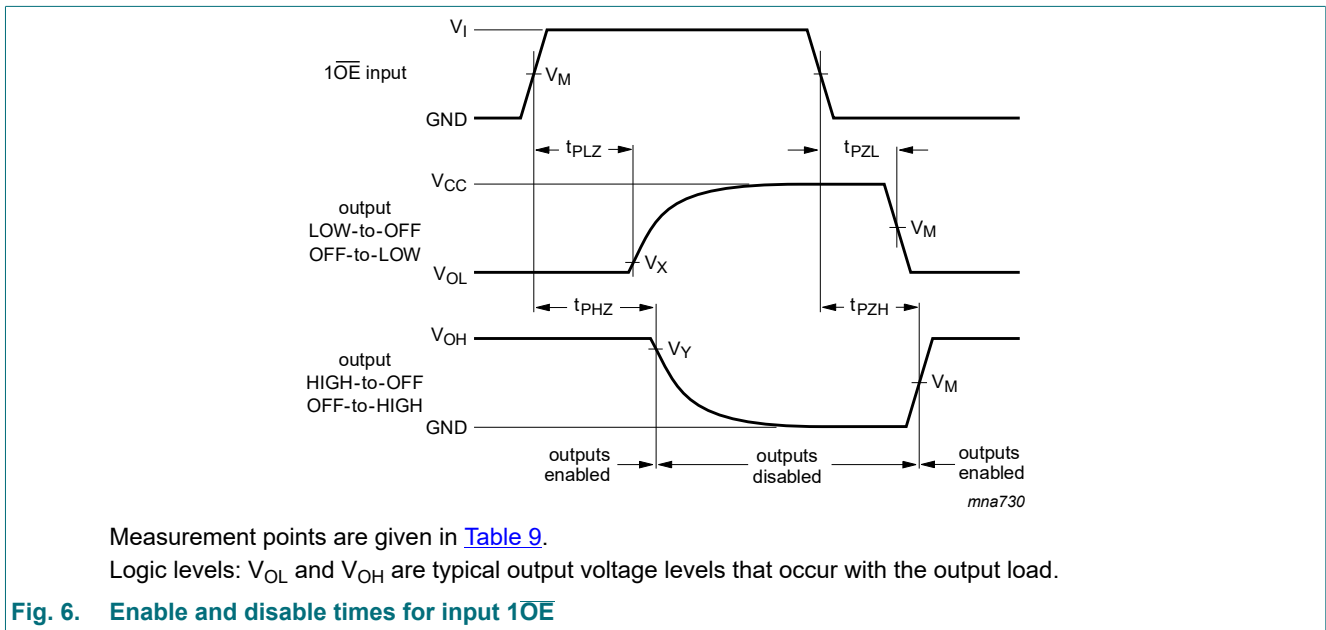 V_I
1O̅E̅ input
V_M
GND
t_PLZ
t_PZL
V_CC
output
LOW-to-OFF
OFF-to-LOW
V_M
V_X
V_OL
t_PHZ
t_PZH
V_OH
output
HIGH-to-OFF
OFF-to-HIGH
V_Y
V_M
GND
outputs
enabled
outputs
disabled
outputs
enabled
mna730
Measurement points are given in Table 9.
Logic levels: V_OL and V_OH are typical output voltage levels that occur with the output load.
Fig. 6. Enable and disable times for input 1O̅E̅